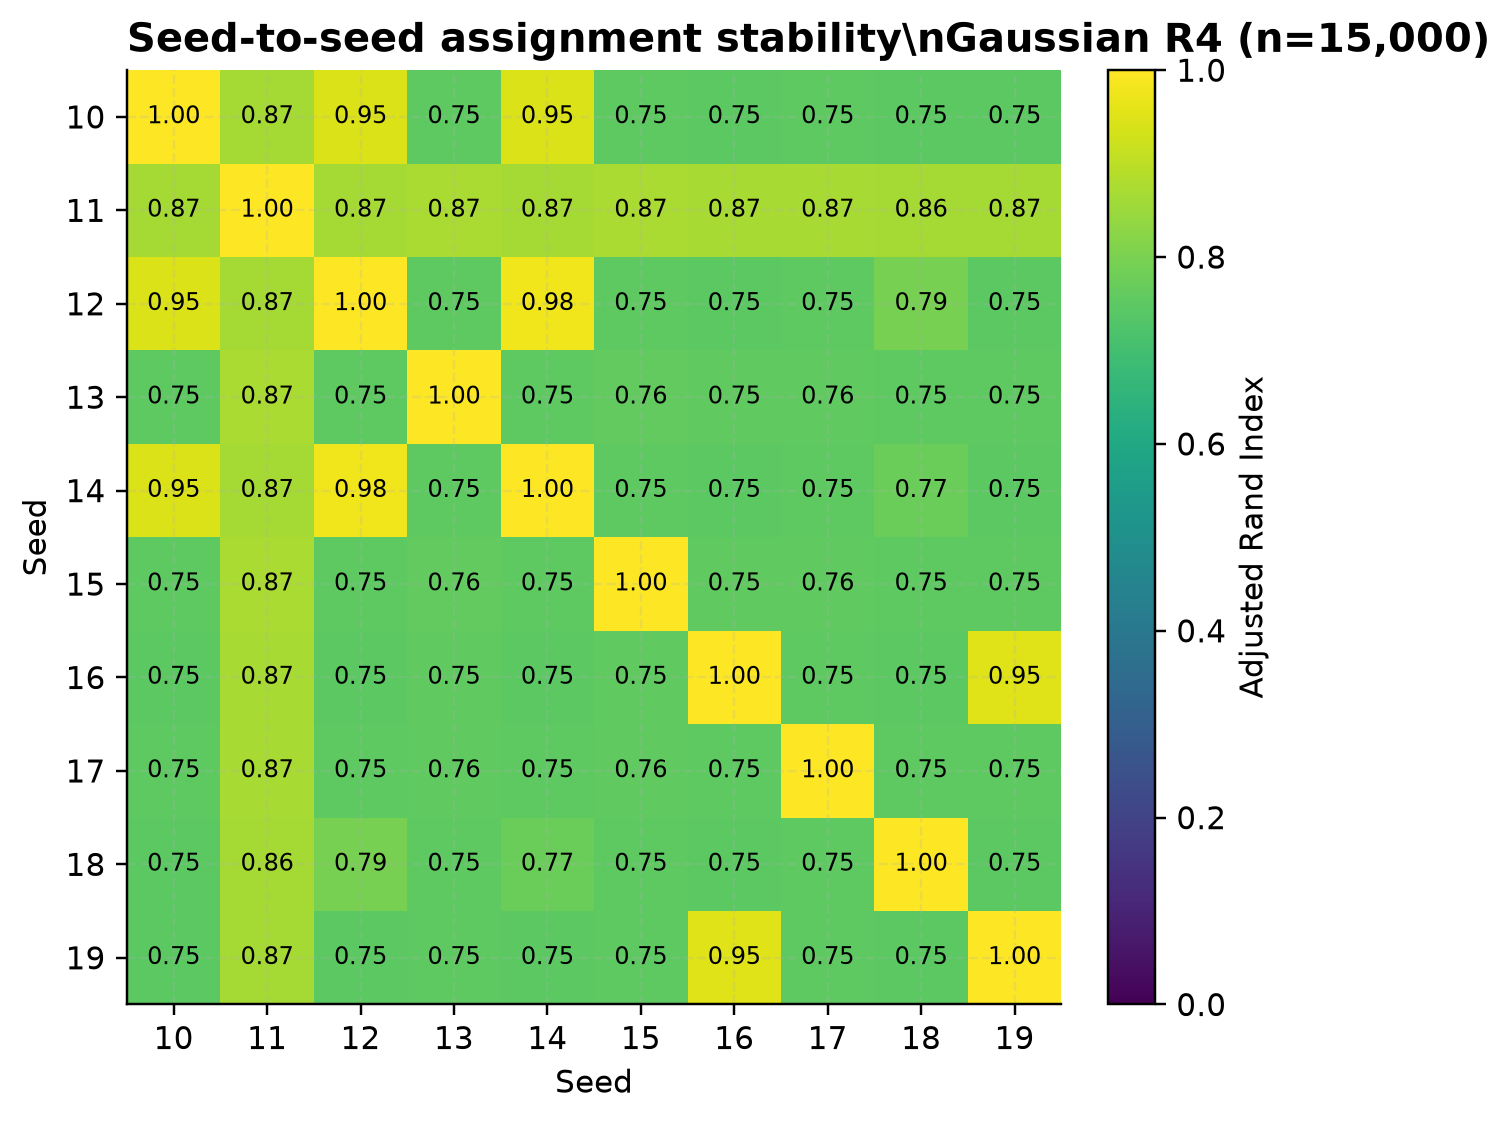 Seed-to-seed assignment stability\nGaussian R4 (n=15,000)
10 1.00 0.87 0.95 0.75 0.95 0.75 0.75 0.75 0.75 0.75
11 0.87 1.00 0.87 0.87 0.87 0.87 0.87 0.87 0.86 0.87
12 0.95 0.87 1.00 0.75 0.98 0.75 0.75 0.75 0.79 0.75
13 0.75 0.87 0.75 1.00 0.75 0.76 0.75 0.76 0.75 0.75
14 0.95 0.87 0.98 0.75 1.00 0.75 0.75 0.75 0.77 0.75
15 0.75 0.87 0.75 0.76 0.75 1.00 0.75 0.76 0.75 0.75
16 0.75 0.87 0.75 0.75 0.75 0.75 1.00 0.75 0.75 0.95
17 0.75 0.87 0.75 0.76 0.75 0.76 0.75 1.00 0.75 0.75
18 0.75 0.86 0.79 0.75 0.77 0.75 0.75 0.75 1.00 0.75
19 0.75 0.87 0.75 0.75 0.75 0.75 0.95 0.75 0.75 1.00
10 11 12 13 14 15 16 17 18 19
Seed
Seed
1.0
0.8
0.6
0.4
0.2
0.0
Adjusted Rand Index